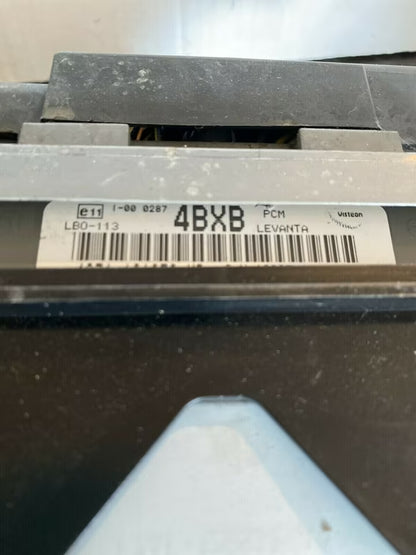 e11 1-00 0287 4BXB PCM Visteon
LB0-113 LEVANTA